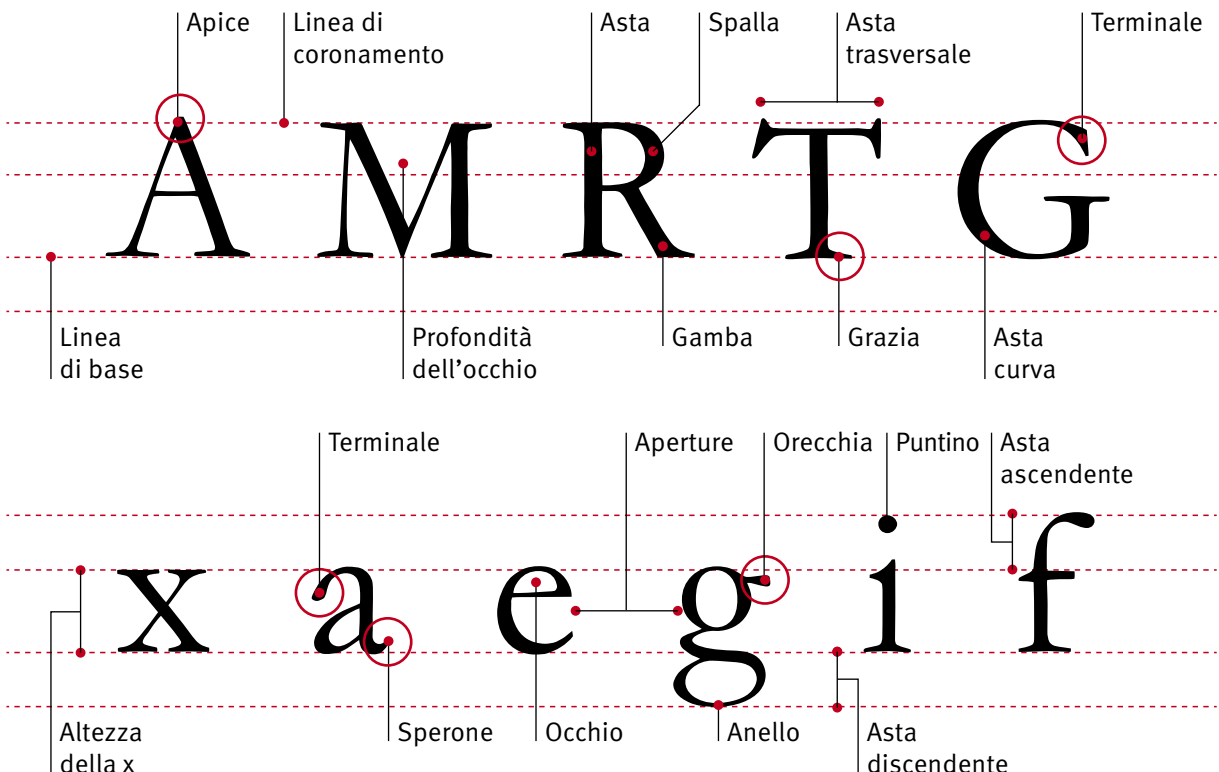 Apice
Linea di
coronamento
Asta
Spalla
Asta
trasversale
Terminale
A M R T G
Linea
di base
Profondità
dell'occhio
Gamba
Grazia
Asta
curva
Terminale
Aperture
Orecchia
Puntino
Asta
ascendente
x a e g i f
Altezza
della x
Sperone
Occhio
Anello
Asta
discendente